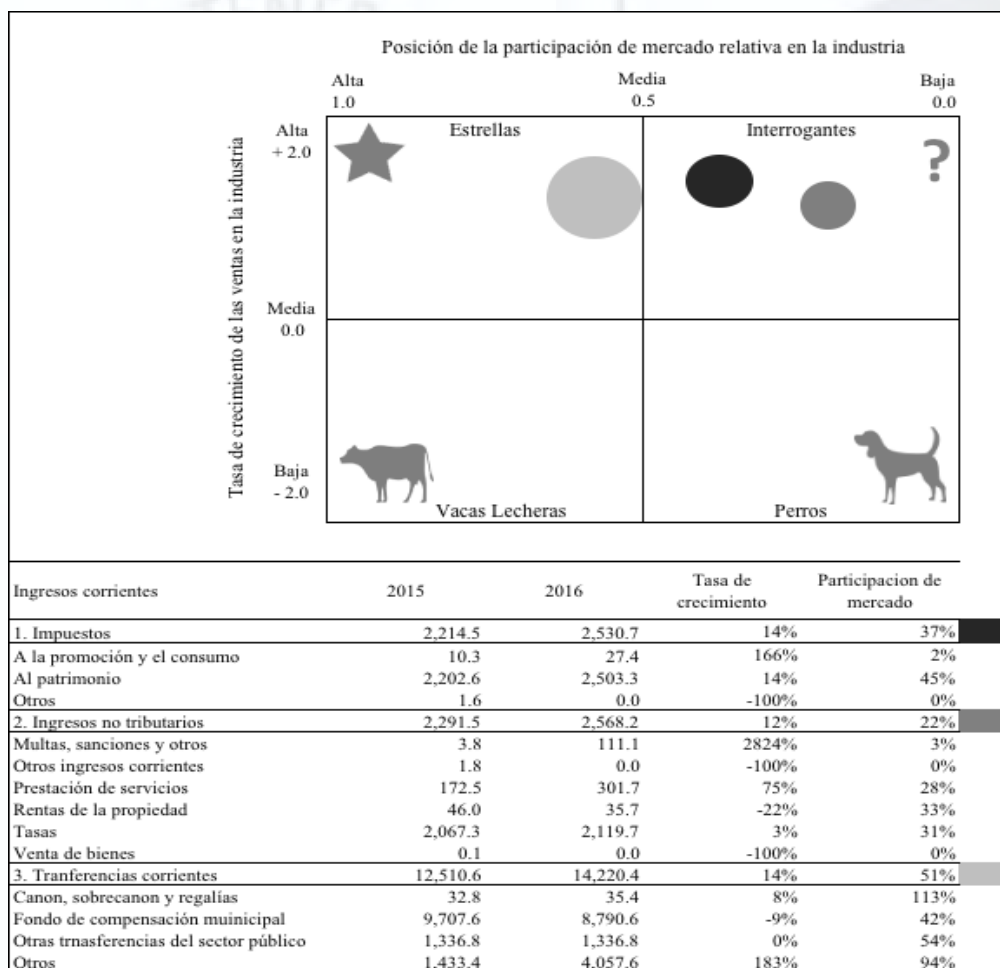 Posición de la participación de mercado relativa en la industria
Alta Media Baja
1.0 0.5 0.0
Tasa de crecimiento de las ventas en la industria
Alta
+ 2.0
Estrellas Interrogantes
?
Media
0.0
Baja
- 2.0
Vacas Lecheras Perros
Ingresos corrientes 2015 2016 Tasa de crecimiento Participacion de mercado
1. Impuestos 2,214.5 2,530.7 14% 37%
A la promoción y el consumo 10.3 27.4 166% 2%
Al patrimonio 2,202.6 2,503.3 14% 45%
Otros 1.6 0.0 -100% 0%
2. Ingresos no tributarios 2,291.5 2,568.2 12% 22%
Multas, sanciones y otros 3.8 111.1 2824% 3%
Otros ingresos corrientes 1.8 0.0 -100% 0%
Prestación de servicios 172.5 301.7 75% 28%
Rentas de la propiedad 46.0 35.7 -22% 33%
Tasas 2,067.3 2,119.7 3% 31%
Venta de bienes 0.1 0.0 -100% 0%
3. Tranferencias corrientes 12,510.6 14,220.4 14% 51%
Canon, sobrecanon y regalías 32.8 35.4 8% 113%
Fondo de compensación muinicipal 9,707.6 8,790.6 -9% 42%
Otras trnasferencias del sector público 1,336.8 1,336.8 0% 54%
Otros 1,433.4 4,057.6 183% 94%